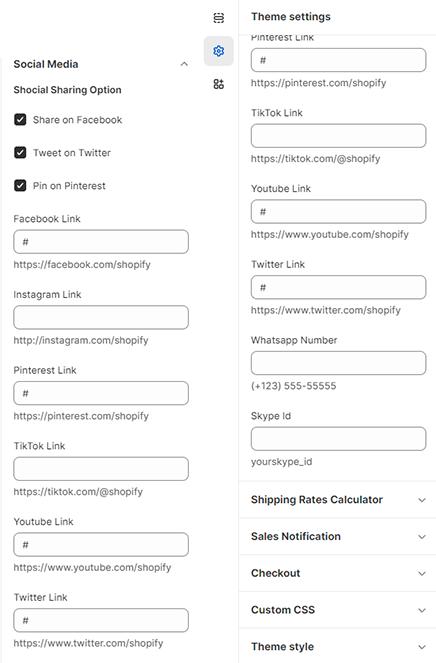 Social Media
Shocial Sharing Option
Share on Facebook
Tweet on Twitter
Pin on Pinterest
Facebook Link
#
https://facebook.com/shopify
Instagram Link
http://instagram.com/shopify
Pinterest Link
#
https://pinterest.com/shopify
TikTok Link
https://tiktok.com/@shopify
Youtube Link
#
https://www.youtube.com/shopify
Twitter Link
#
https://www.twitter.com/shopify
Theme settings
Pinterest Link
#
https://pinterest.com/shopify
TikTok Link
https://tiktok.com/@shopify
Youtube Link
#
https://www.youtube.com/shopify
Twitter Link
#
https://www.twitter.com/shopify
Whatsapp Number
(+123) 555-55555
Skype Id
yourskype_id
Shipping Rates Calculator
Sales Notification
Checkout
Custom CSS
Theme style